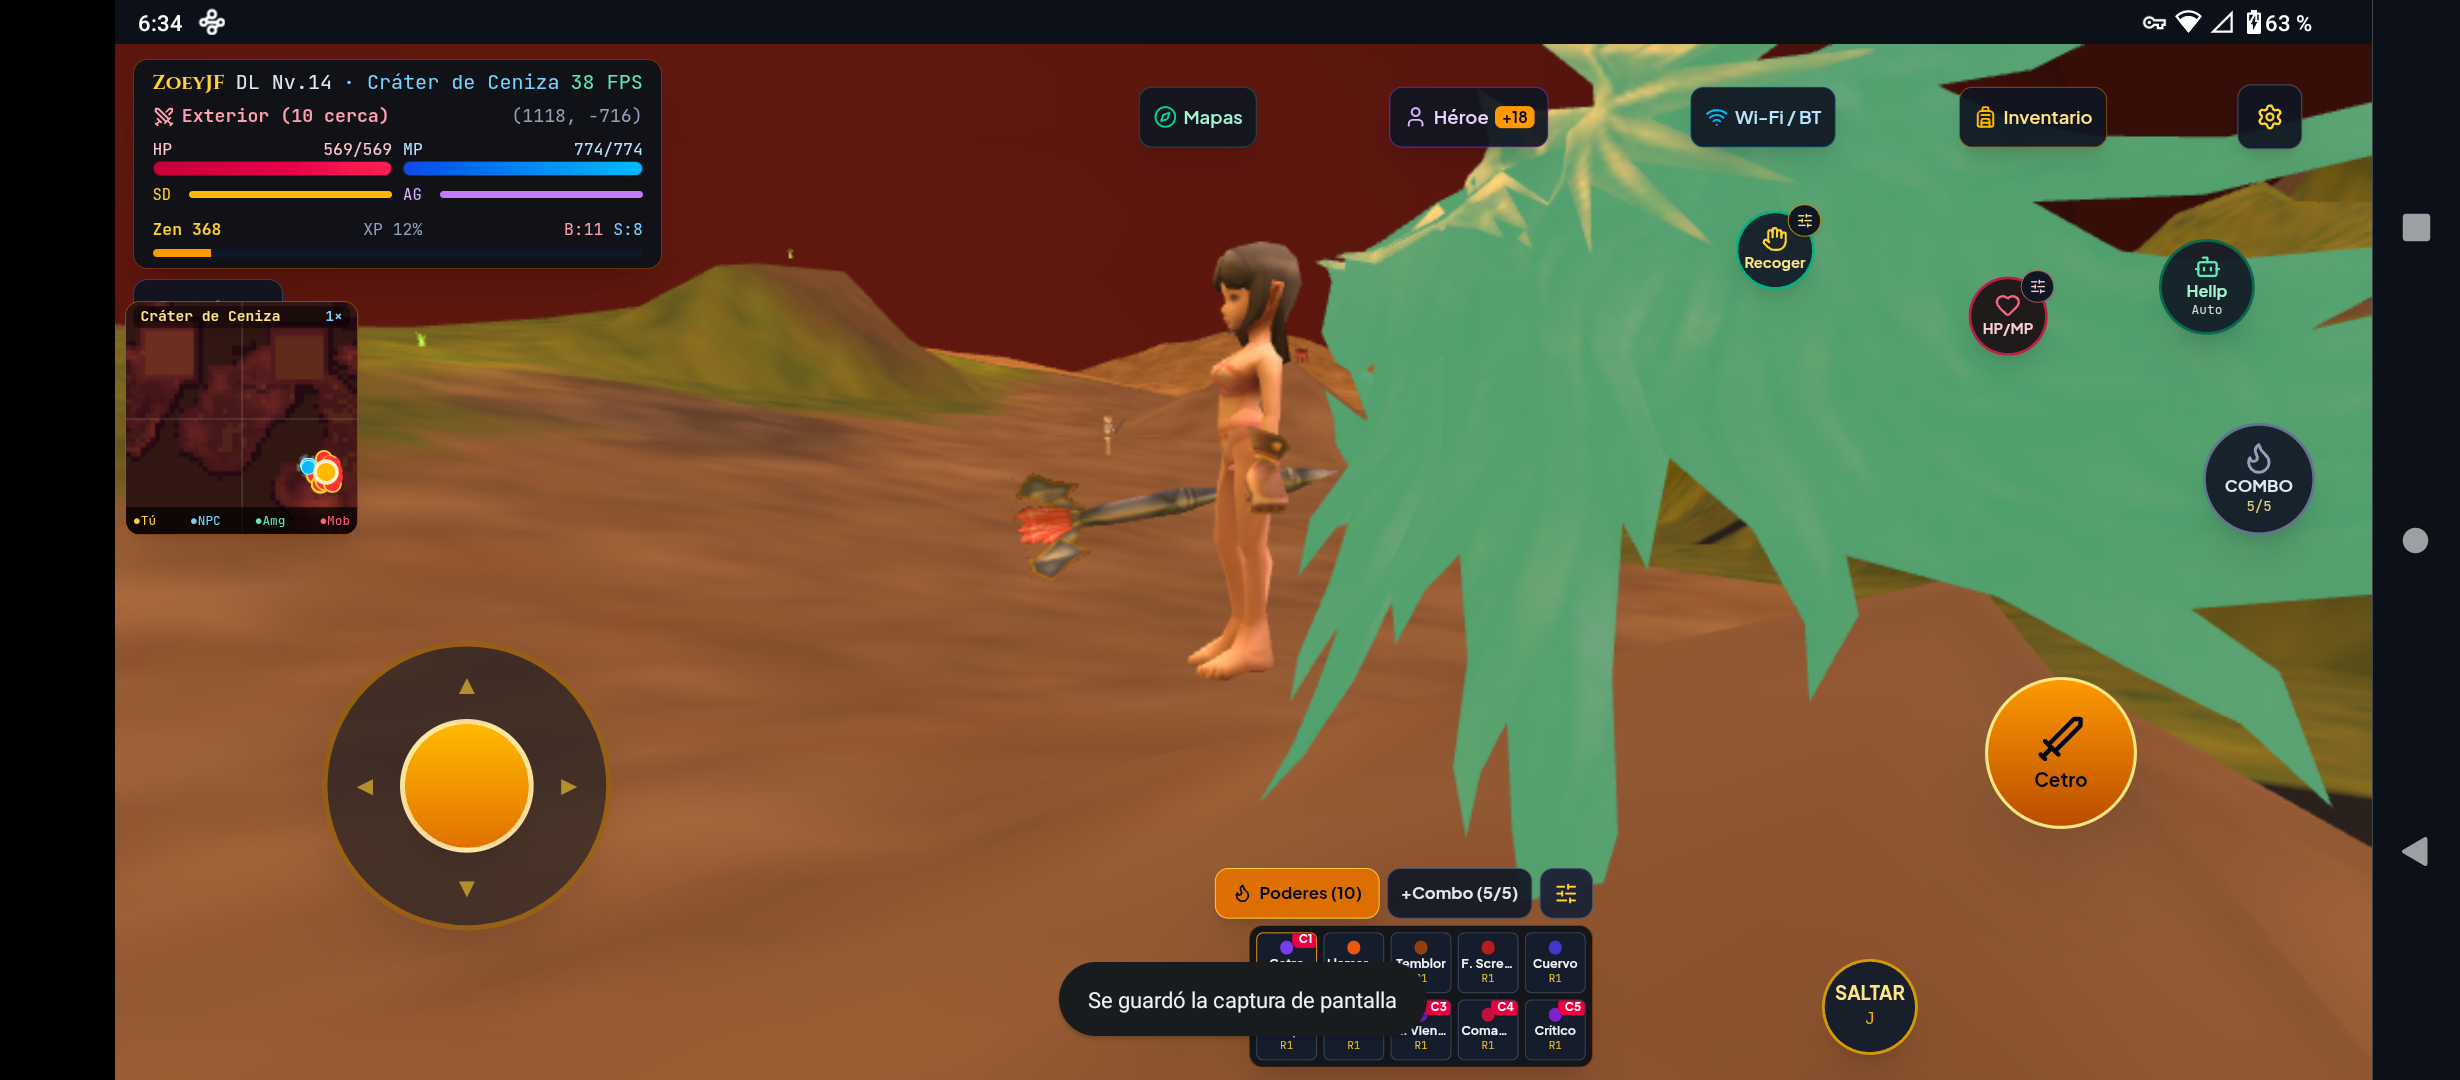 6:34
63 %
ZOEYJF DL Nv.14 · Cráter de Ceniza 38 FPS
Exterior (10 cerca) (1118, -716)
HP 569/569 MP 774/774
SD AG
Zen 368 XP 12% B:11 S:8
Mapas
Héroe +18
Wi-Fi / BT
Inventario
Recoger
HP/MP
Hellp
Auto
Cráter de Ceniza 1×
Tú NPC Amg Mob
COMBO
5/5
Cetro
Poderes (10)
+Combo (5/5)
C1
Temblor F. Scre... Cuervo
R1 R1
Se guardó la captura de pantalla
C3 C4 C5
Coma... Crítico
R1 R1 R1 R1 R1
SALTAR
J